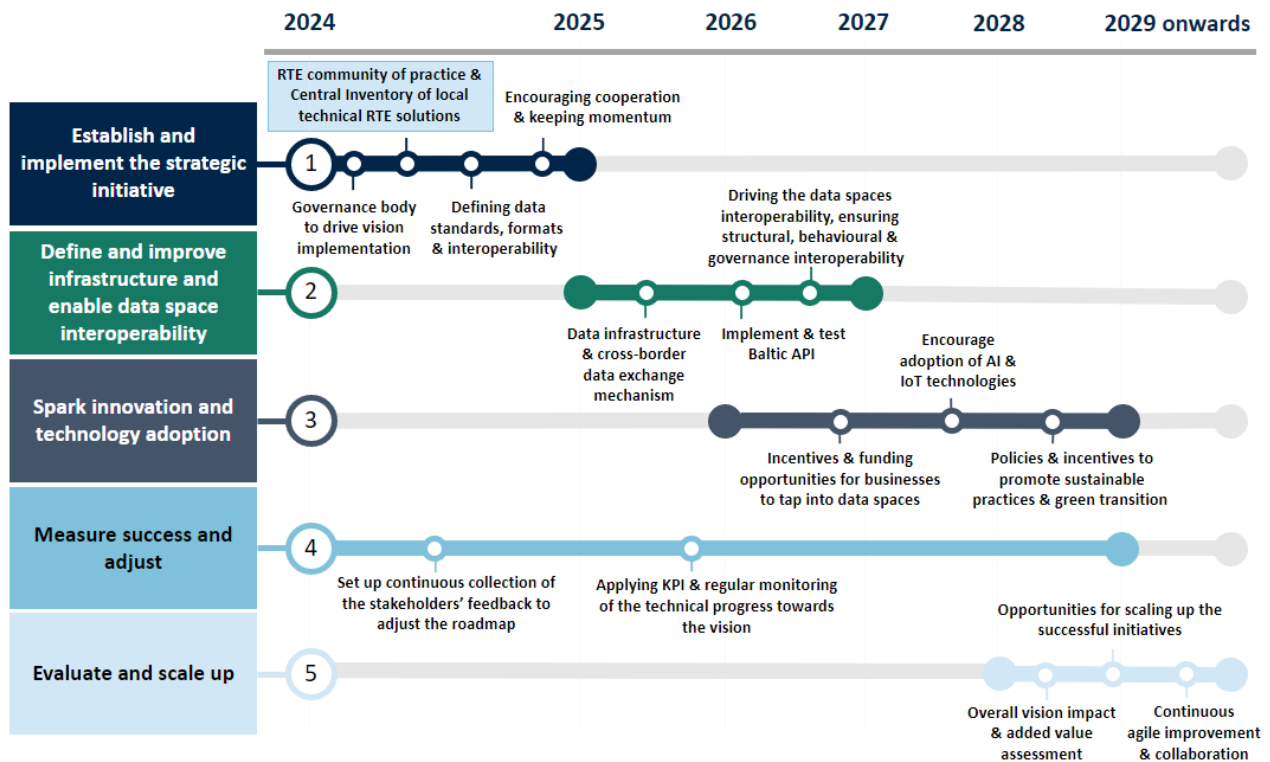 2024
2025
2026
2027
2028
2029 onwards
RTE community of practice &
Central Inventory of local
technical RTE solutions
Encouraging cooperation
& keeping momentum
Establish and
implement the strategic
initiative
1
Governance body
to drive vision
implementation
Defining data
standards, formats
& interoperability
Driving the data spaces
interoperability, ensuring
structural, behavioural &
governance interoperability
Define and improve
infrastructure and
enable data space
interoperability
2
Data infrastructure
& cross-border
data exchange
mechanism
Implement & test
Baltic API
Encourage
adoption of AI &
IoT technologies
Spark innovation and
technology adoption
3
Incentives & funding
opportunities for businesses
to tap into data spaces
Policies & incentives to
promote sustainable
practices & green transition
Measure success and
adjust
4
Set up continuous collection of
the stakeholders’ feedback to
adjust the roadmap
Applying KPI & regular monitoring
of the technical progress towards
the vision
Opportunities for scaling up the
successful initiatives
Evaluate and scale up
5
Overall vision impact
& added value
assessment
Continuous
agile improvement
& collaboration